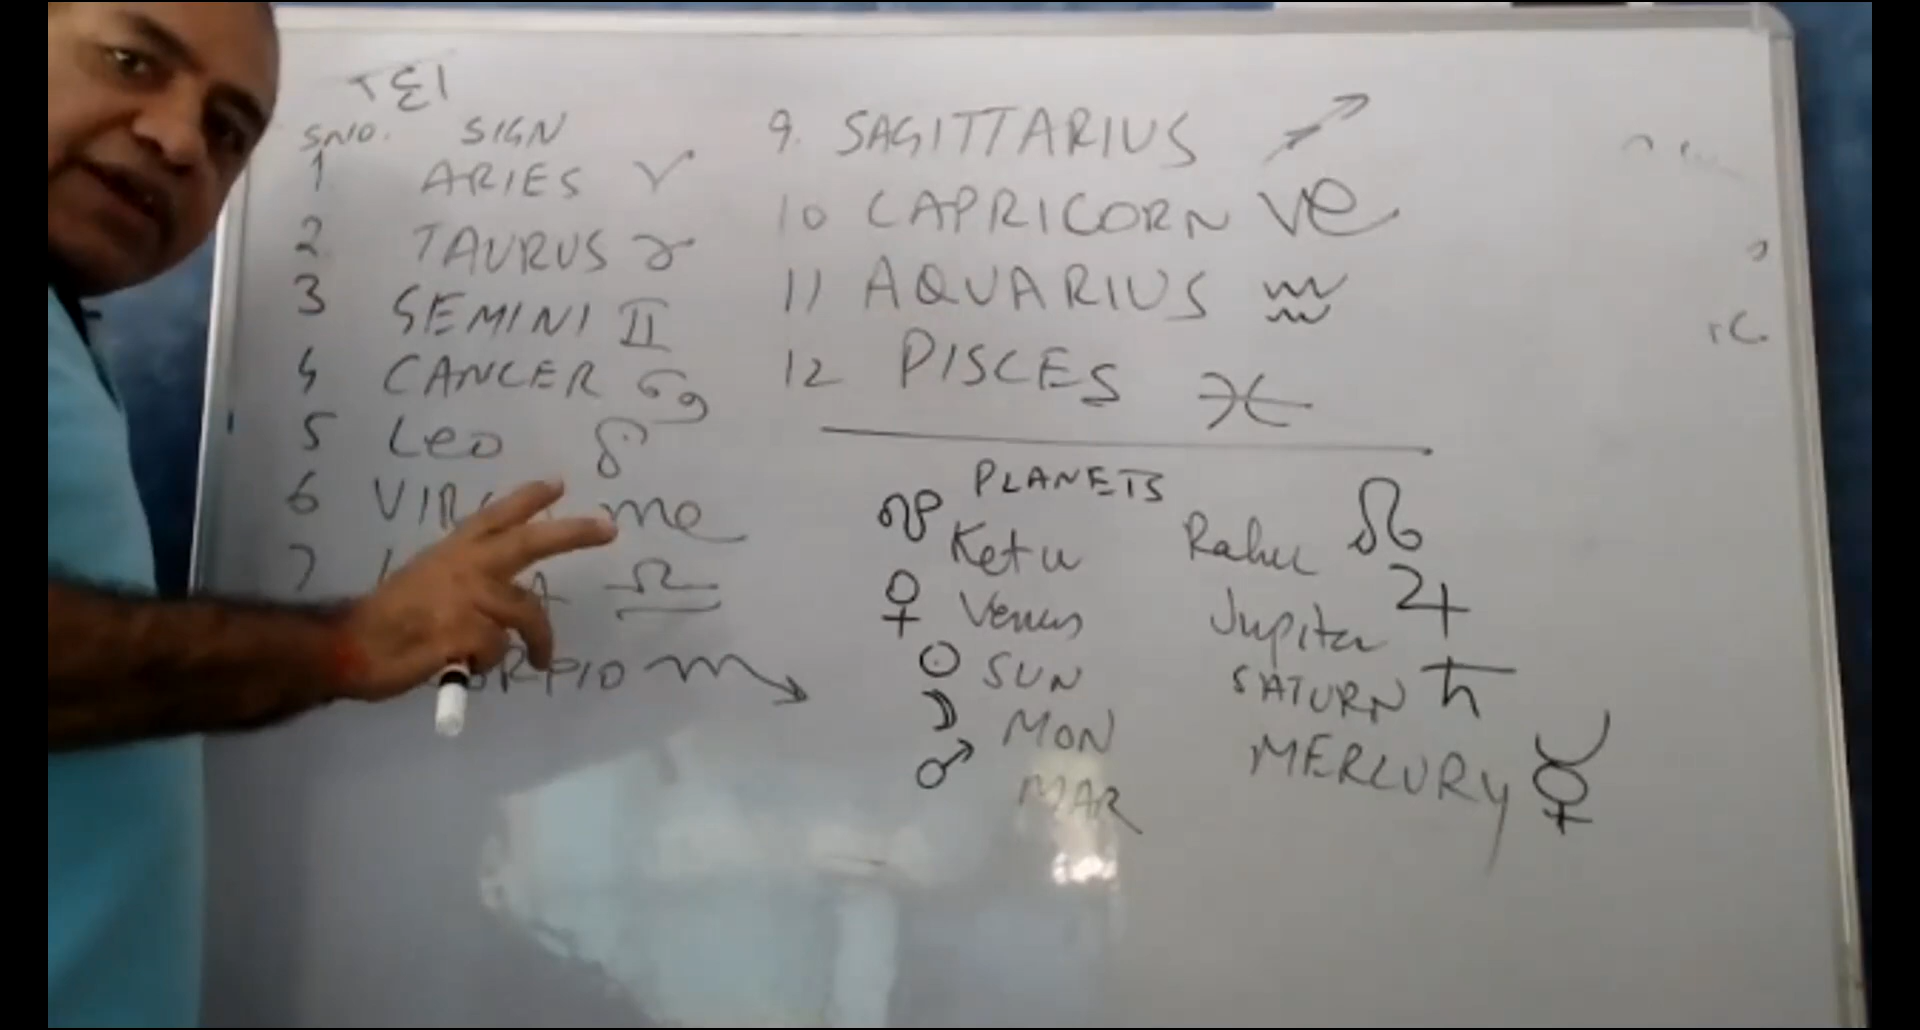 T&I
SNO. SIGN
1 ARIES ♈
2 TAURUS ♉
3 GEMINI ♊
4 CANCER ♋
5 Leo ♌
6 ♍
7 ♎
♏
9. SAGITTARIUS ♐
10 CAPRICORN ♑
11 AQUARIUS ♒
12 PISCES ♓
PLANETS
☋ Ketu Rahu ☊
♀ Venus Jupiter ♃
☉ SUN SATURN ♄
☽ MON MERCURY ☿
♂ MAR